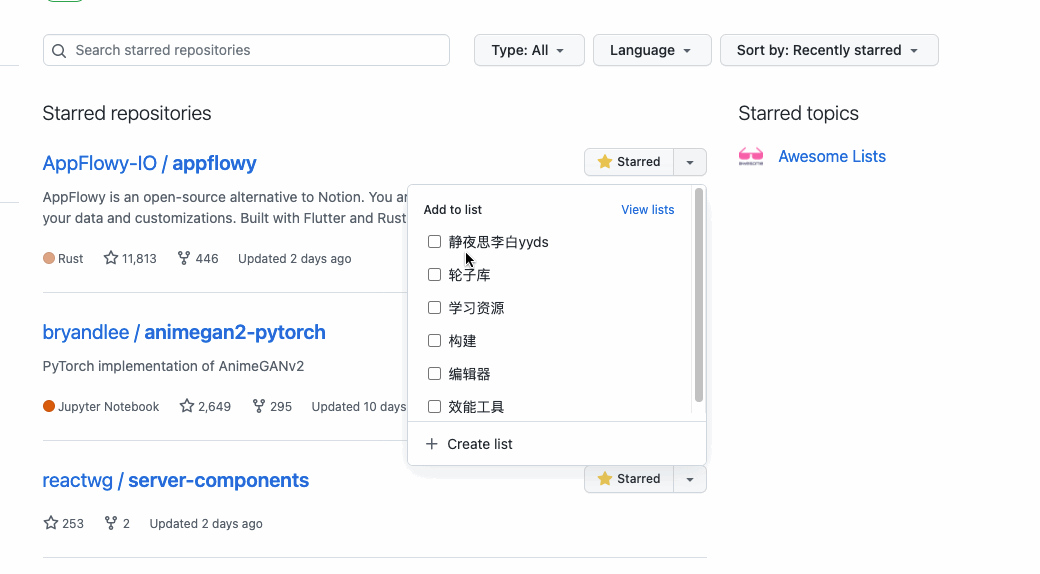 Search starred repositories
Type: All
Language
Sort by: Recently starred
Starred repositories
Starred topics
AppFlowy-IO / appflowy
Starred
Awesome Lists
AppFlowy is an open-source alternative to Notion. You ar
your data and customizations. Built with Flutter and Rust
Rust
11,813
446
Updated 2 days ago
Add to list
View lists
静夜思李白yyds
轮子库
学习资源
构建
编辑器
效能工具
Create list
bryandlee / animegan2-pytorch
PyTorch implementation of AnimeGANv2
Jupyter Notebook
2,649
295
Updated 10 days
reactwg / server-components
Starred
253
2
Updated 2 days ago